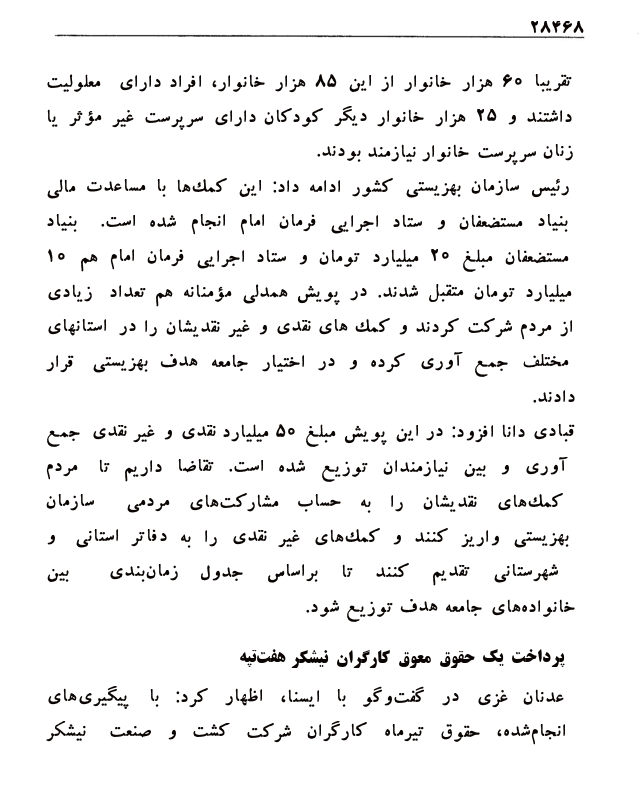 ۲۸۴۶۸
تقریبا ۶۰ هزار خانوار از این ۸۵ هزار خانوار، افراد دارای معلولیت
داشتند و ۲۵ هزار خانوار دیگر کودکان دارای سرپرست غیر مؤثر یا
زنان سرپرست خانوار نیازمند بودند.
رئیس سازمان بهزیستی کشور ادامه داد: این کمك‌ها با مساعدت مالی
بنیاد مستضعفان و ستاد اجرایی فرمان امام انجام شده است. بنیاد
مستضعفان مبلغ ۲۰ میلیارد تومان و ستاد اجرایی فرمان امام هم ۱۰
میلیارد تومان متقبل شدند. در پویش همدلی مؤمنانه هم تعداد زیادی
از مردم شرکت کردند و کمك های نقدی و غیر نقدیشان را در استانهای
مختلف جمع آوری کرده و در اختیار جامعه هدف بهزیستی قرار
دادند.
قبادی دانا افزود: در این پویش مبلغ ۵۰ میلیارد نقدی و غیر نقدی جمع
آوری و بین نیازمندان توزیع شده است. تقاضا داریم تا مردم
کمك‌های نقدیشان را به حساب مشارکت‌های مردمی سازمان
بهزیستی واریز کنند و کمك‌های غیر نقدی را به دفاتر استانی و
شهرستانی تقدیم کنند تا براساس جدول زمان‌بندی بین
خانواده‌های جامعه هدف توزیع شود.
پرداخت یک حقوق معوق کارگران نیشکر هفت‌تپه
عدنان غزی در گفت‌وگو با ایسنا، اظهار کرد: با پیگیری‌های
انجام‌شده، حقوق تیرماه کارگران شرکت کشت و صنعت نیشکر